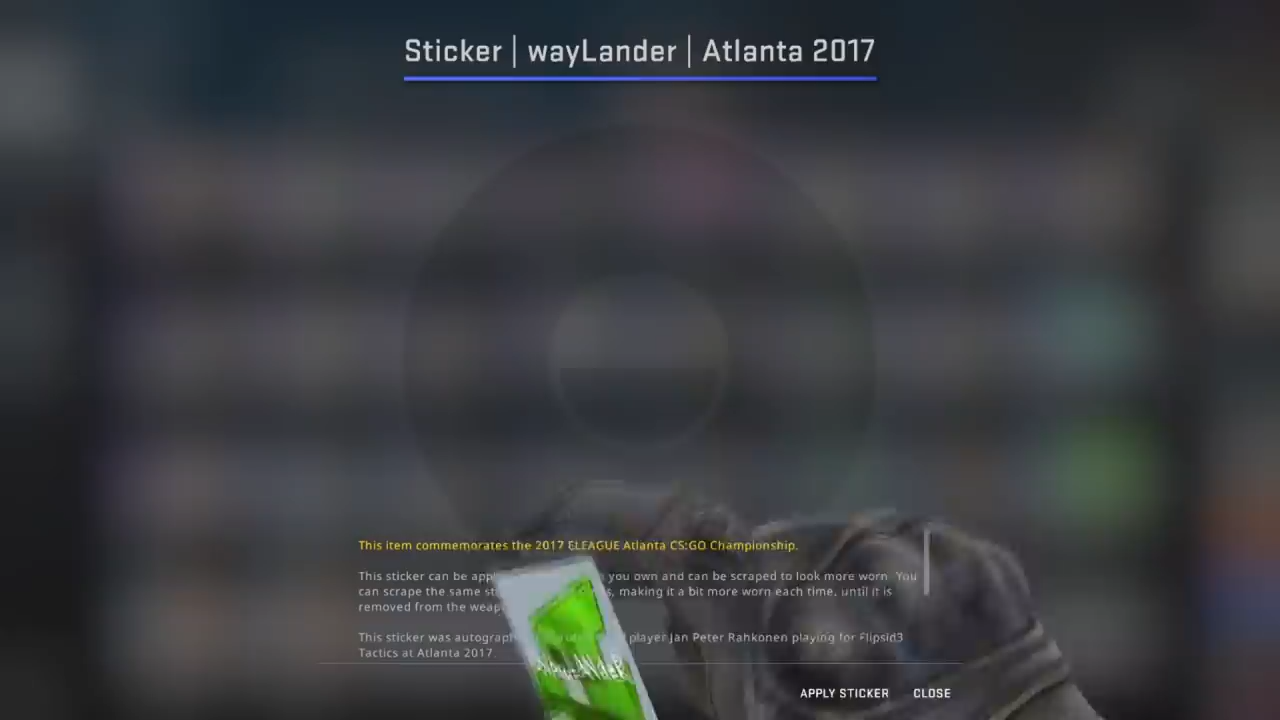 Sticker | wayLander | Atlanta 2017
This item commemorates the 2017 ELEAGUE Atlanta CS:GO Championship.
This sticker can be app you own and can be scraped to look more worn. You
can scrape the same st s, making it a bit more worn each time, until it is
removed from the weap
This sticker was autograph player Jan Peter Rahkonen playing for Flipsid3
Tactics at Atlanta 2017.
APPLY STICKER CLOSE